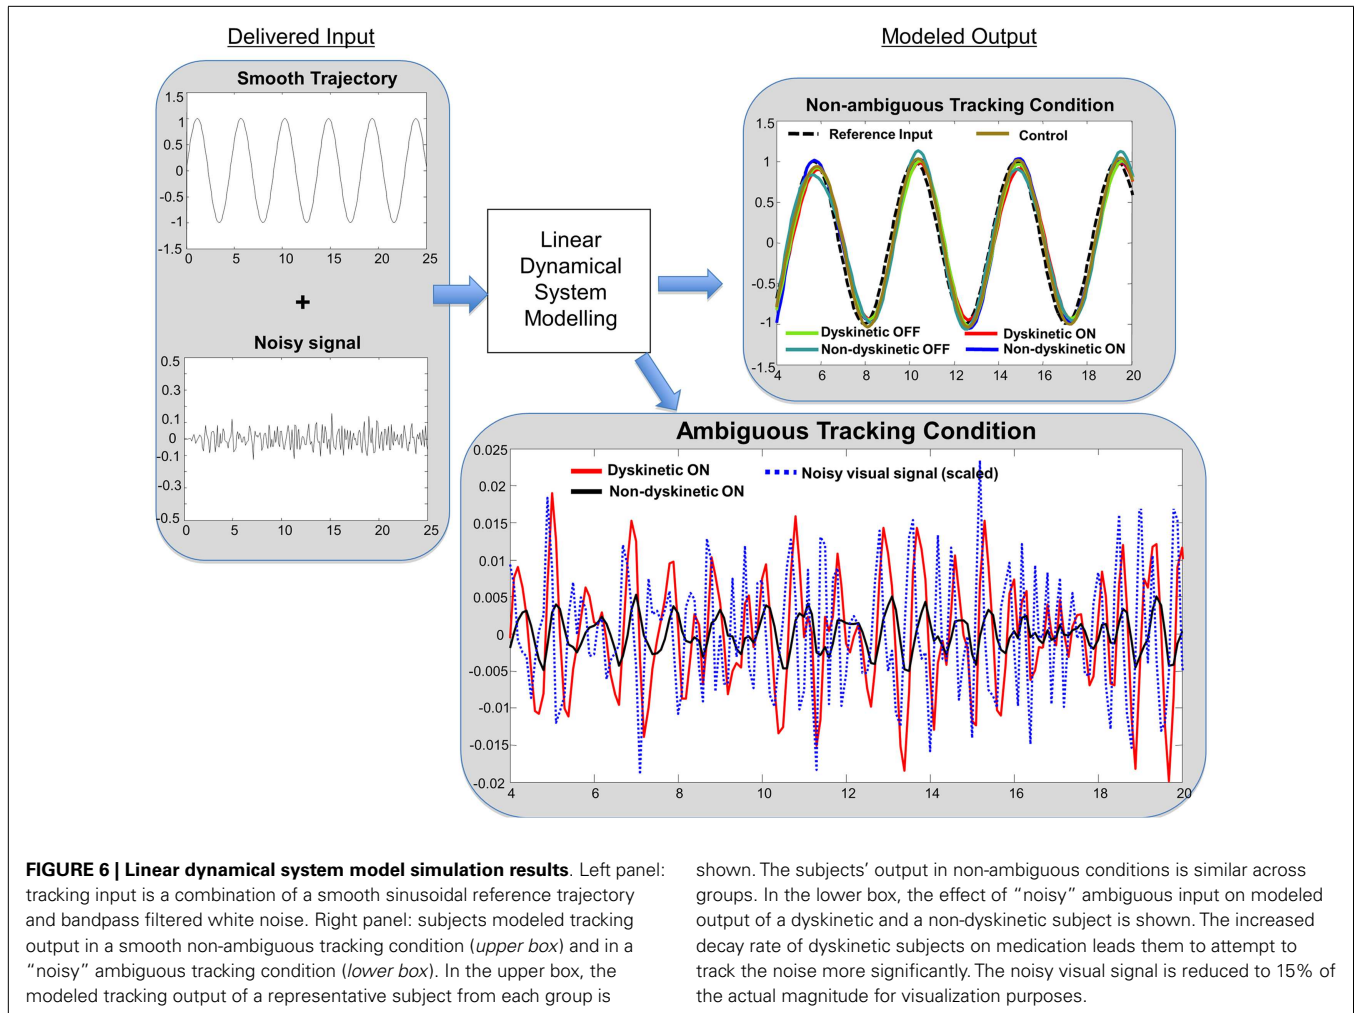 Delivered Input
Modeled Output
Smooth Trajectory
1.5
1
0.5
0
-0.5
-1
-1.5
0 5 10 15 20 25
+
Noisy signal
0.5
0.3
0.1
0
-0.1
-0.3
-0.5
0 5 10 15 20 25
Linear
Dynamical
System
Modelling
Non-ambiguous Tracking Condition
1.5
1
0.5
0
-0.5
-1
-1.5
Reference Input Control
Dyskinetic OFF Dyskinetic ON
Non-dyskinetic OFF Non-dyskinetic ON
4 6 8 10 12 14 16 18 20
Ambiguous Tracking Condition
0.025
0.02
0.015
0.01
0.005
0
-0.005
-0.01
-0.015
-0.02
Dyskinetic ON Noisy visual signal (scaled)
Non-dyskinetic ON
4 6 8 10 12 14 16 18 20
FIGURE 6 | Linear dynamical system model simulation results. Left panel:
tracking input is a combination of a smooth sinusoidal reference trajectory
and bandpass filtered white noise. Right panel: subjects modeled tracking
output in a smooth non-ambiguous tracking condition (upper box) and in a
"noisy" ambiguous tracking condition (lower box). In the upper box, the
modeled tracking output of a representative subject from each group is
shown. The subjects' output in non-ambiguous conditions is similar across
groups. In the lower box, the effect of "noisy" ambiguous input on modeled
output of a dyskinetic and a non-dyskinetic subject is shown. The increased
decay rate of dyskinetic subjects on medication leads them to attempt to
track the noise more significantly. The noisy visual signal is reduced to 15% of
the actual magnitude for visualization purposes.